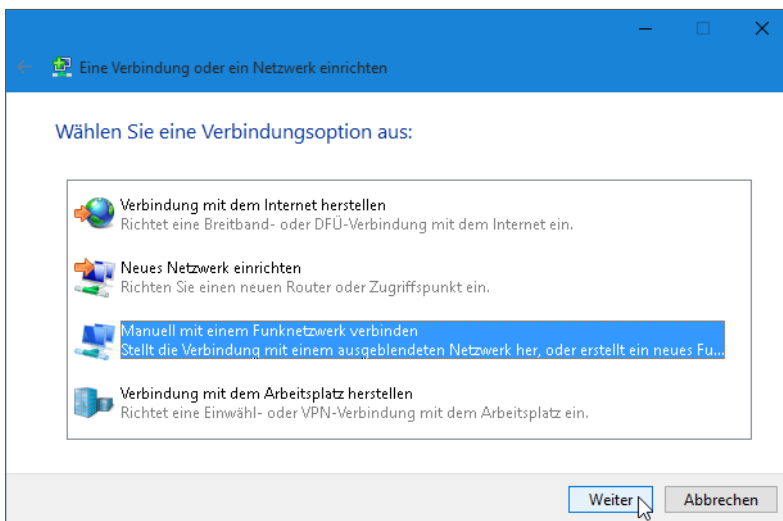 Eine Verbindung oder ein Netzwerk einrichten
Wählen Sie eine Verbindungsoption aus:
Verbindung mit dem Internet herstellen
Richtet eine Breitband- oder DFÜ-Verbindung mit dem Internet ein.
Neues Netzwerk einrichten
Richten Sie einen neuen Router oder Zugriffspunkt ein.
Manuell mit einem Funknetzwerk verbinden
Stellt die Verbindung mit einem ausgeblendeten Netzwerk her, oder erstellt ein neues Fu...
Verbindung mit dem Arbeitsplatz herstellen
Richtet eine Einwähl- oder VPN-Verbindung mit dem Arbeitsplatz ein.
Weiter Abbrechen